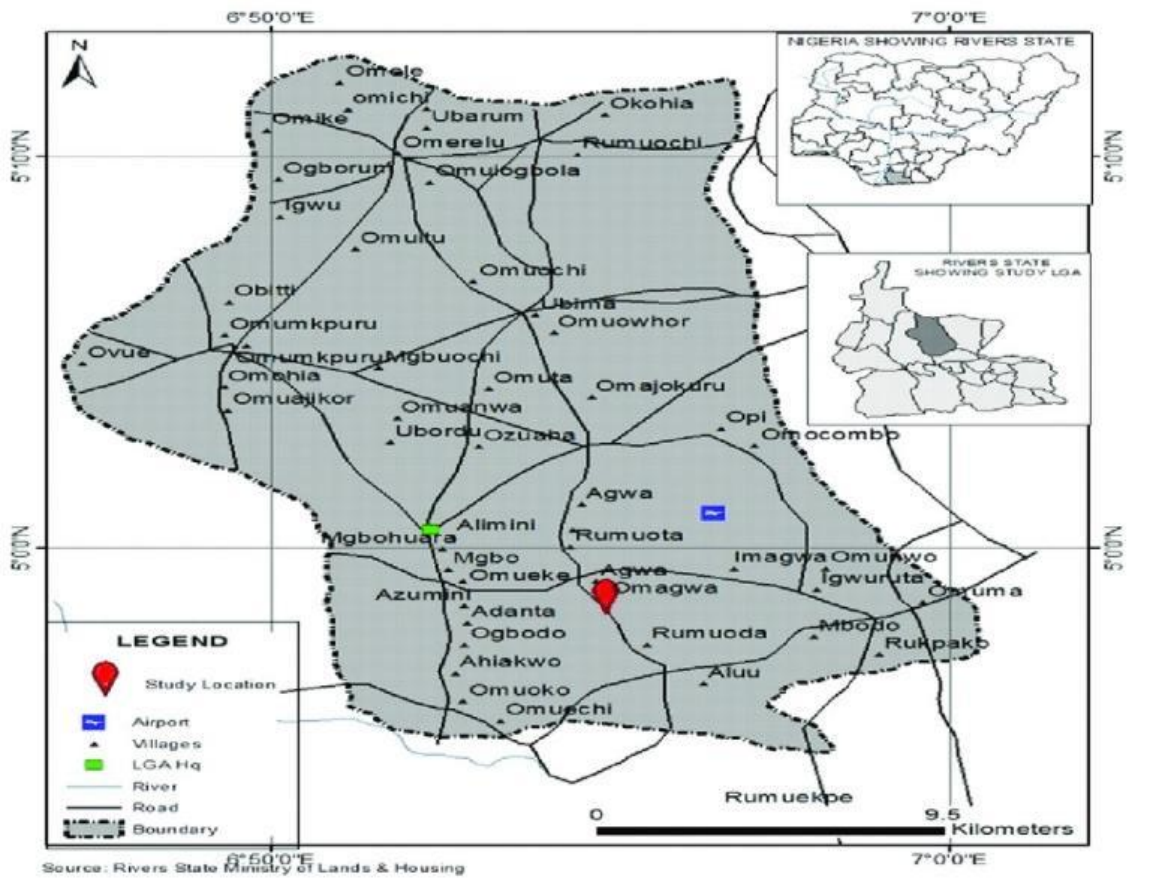 6°50'0"E
7°0'0"E
N
NIGERIA SHOWING RIVERS STATE
5°10'0"N
5°10'0"N
Omele
omichi
Okohia
Omike
Ubarum
Omerelu
Rumuochi
Ogborum
Omulogbola
Igwu
Omuitu
RIVERS STATE
SHOWING STUDY LGA
Omuochi
Obitti
Ubima
Omumkpuru
Omuowhor
Ovue
Omumkpuru
Mgbuochi
Omohia
Omuta
Omajokuru
Omuajikor
Omuanwa
Opi
Ubordu
Ozuaha
Omocombo
Agwa
Alimini
Mgbohuara
Rumuota
5°0'0"N
5°0'0"N
Mgbo
Imagwa
Omunwo
Omueke
Agwa
Igwuruta
Azumini
Omagwa
Omuma
Adanta
Ogbodo
Rumuoda
Mbodo
Rukpako
Ahiakwo
Aluu
Omuoko
Omuechi
Rumuekpe
LEGEND
Study Location
Airport
Villages
LGA Hq
River
Road
Boundary
0
9.5
Kilometers
6°50'0"E
7°0'0"E
Source: Rivers State Ministry of Lands & Housing